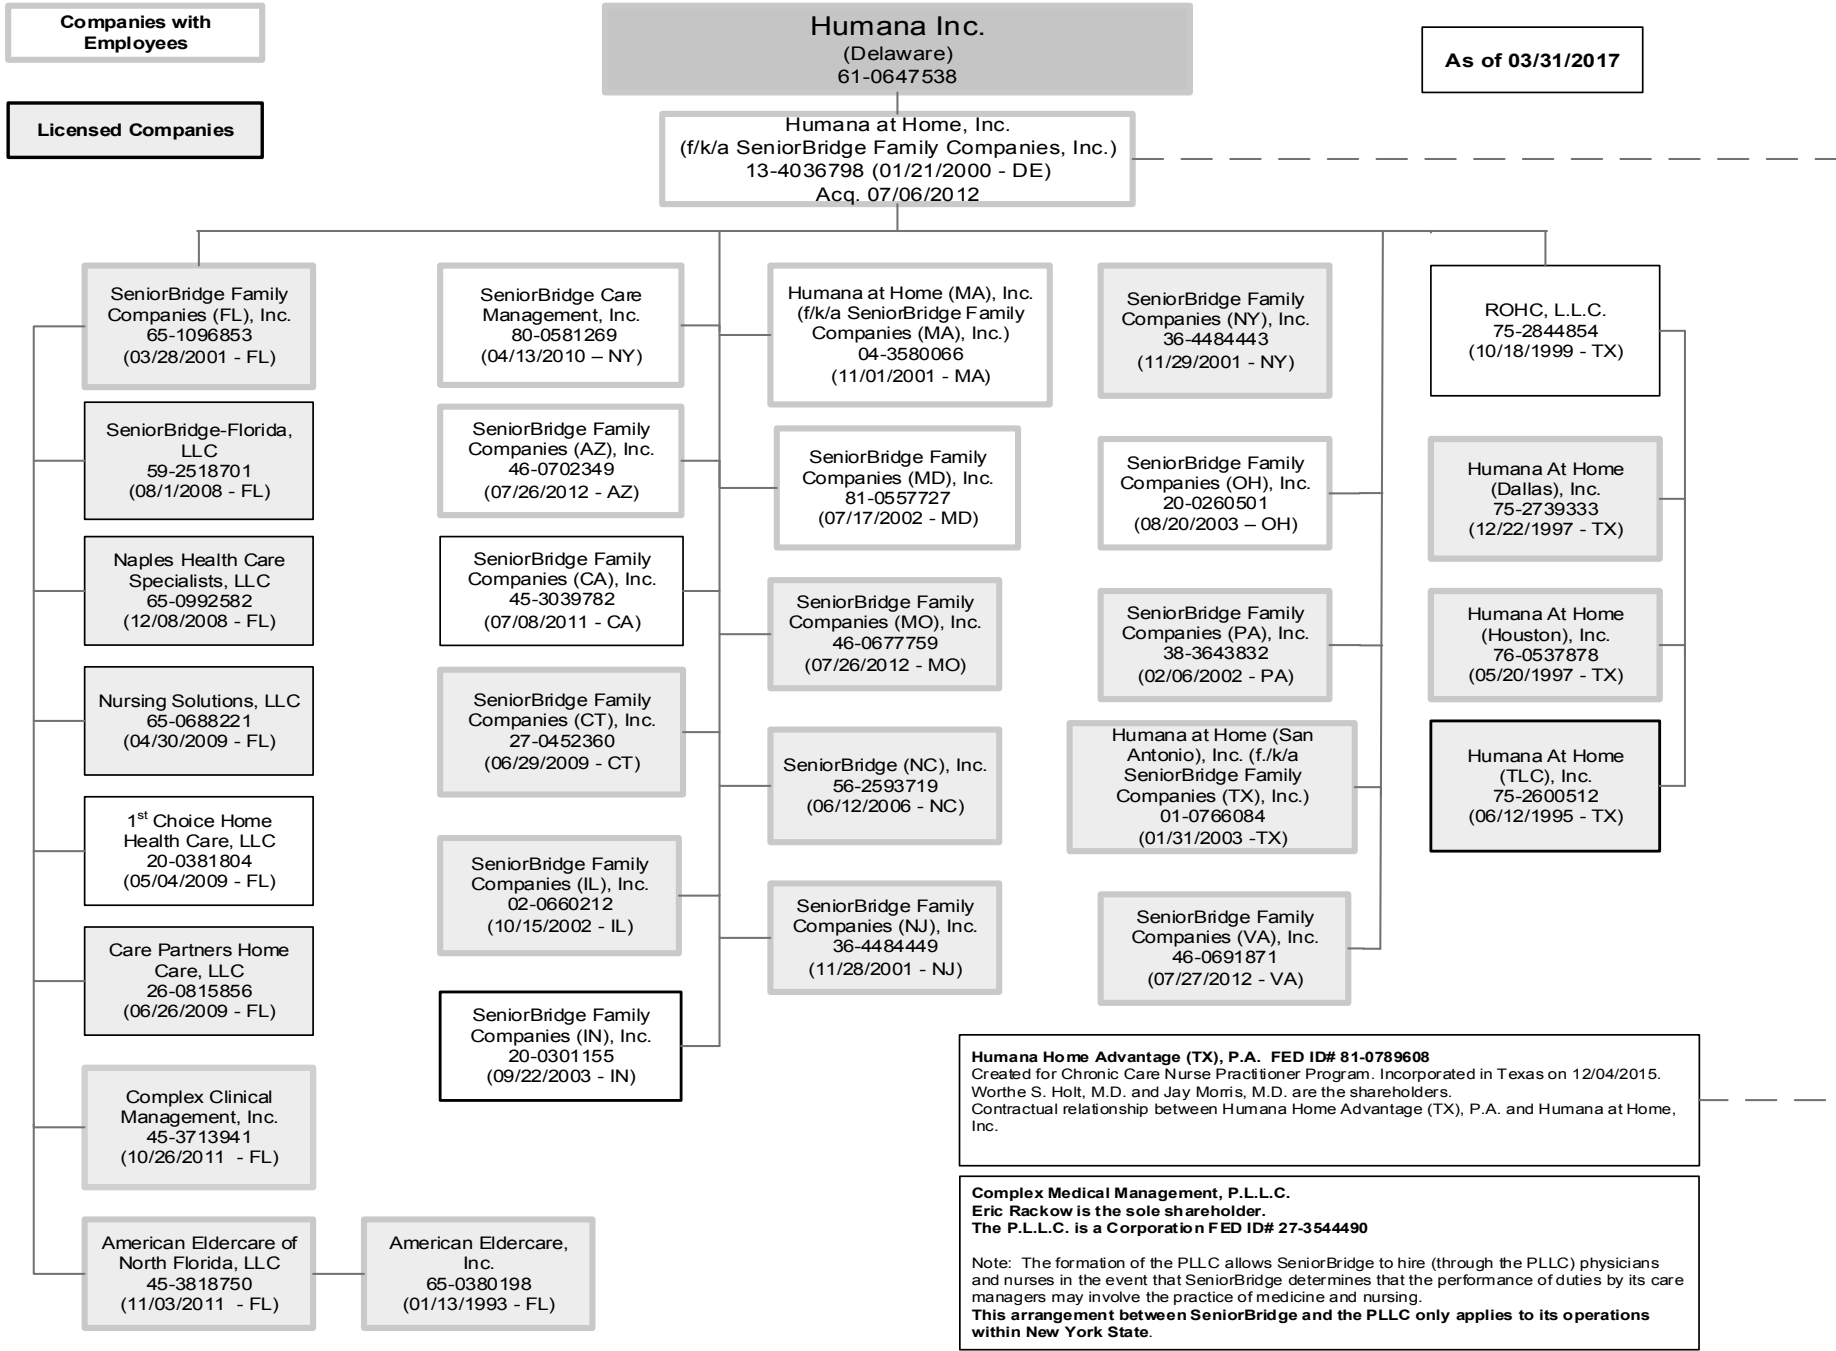 Companies with
Employees
Licensed Companies
Humana Inc.
(Delaware)
61-0647538
As of 03/31/2017
Humana at Home, Inc.
(f/k/a SeniorBridge Family Companies, Inc.)
13-4036798 (01/21/2000 - DE)
Acq. 07/06/2012
SeniorBridge Family
Companies (FL), Inc.
65-1096853
(03/28/2001 - FL)
SeniorBridge-Florida,
LLC
59-2518701
(08/1/2008 - FL)
Naples Health Care
Specialists, LLC
65-0992582
(12/08/2008 - FL)
Nursing Solutions, LLC
65-0688221
(04/30/2009 - FL)
1st Choice Home
Health Care, LLC
20-0381804
(05/04/2009 - FL)
Care Partners Home
Care, LLC
26-0815856
(06/26/2009 - FL)
Complex Clinical
Management, Inc.
45-3713941
(10/26/2011  - FL)
American Eldercare of
North Florida, LLC
45-3818750
(11/03/2011  - FL)
American Eldercare,
Inc.
65-0380198
(01/13/1993 - FL)
SeniorBridge Care
Management, Inc.
80-0581269
(04/13/2010 – NY)
SeniorBridge Family
Companies (AZ), Inc.
46-0702349
(07/26/2012 - AZ)
SeniorBridge Family
Companies (CA), Inc.
45-3039782
(07/08/2011 - CA)
SeniorBridge Family
Companies (CT), Inc.
27-0452360
(06/29/2009 - CT)
SeniorBridge Family
Companies (IL), Inc.
02-0660212
(10/15/2002 - IL)
SeniorBridge Family
Companies (IN), Inc.
20-0301155
(09/22/2003 - IN)
Humana at Home (MA), Inc.
(f/k/a SeniorBridge Family
Companies (MA), Inc.)
04-3580066
(11/01/2001 - MA)
SeniorBridge Family
Companies (MD), Inc.
81-0557727
(07/17/2002 - MD)
SeniorBridge Family
Companies (MO), Inc.
46-0677759
(07/26/2012 - MO)
SeniorBridge (NC), Inc.
56-2593719
(06/12/2006 - NC)
SeniorBridge Family
Companies (NJ), Inc.
36-4484449
(11/28/2001 - NJ)
SeniorBridge Family
Companies (NY), Inc.
36-4484443
(11/29/2001 - NY)
SeniorBridge Family
Companies (OH), Inc.
20-0260501
(08/20/2003 – OH)
SeniorBridge Family
Companies (PA), Inc.
38-3643832
(02/06/2002 - PA)
Humana at Home (San
Antonio), Inc. (f./k/a
SeniorBridge Family
Companies (TX), Inc.)
01-0766084
(01/31/2003 -TX)
SeniorBridge Family
Companies (VA), Inc.
46-0691871
(07/27/2012 - VA)
ROHC, L.L.C.
75-2844854
(10/18/1999 - TX)
Humana At Home
(Dallas), Inc.
75-2739333
(12/22/1997 - TX)
Humana At Home
(Houston), Inc.
76-0537878
(05/20/1997 - TX)
Humana At Home
(TLC), Inc.
75-2600512
(06/12/1995 - TX)
Humana Home Advantage (TX), P.A.  FED ID# 81-0789608
Created for Chronic Care Nurse Practitioner Program. Incorporated in Texas on 12/04/2015.
Worthe S. Holt, M.D. and Jay Morris, M.D. are the shareholders.
Contractual relationship between Humana Home Advantage (TX), P.A. and Humana at Home,
Inc.
Complex Medical Management, P.L.L.C.
Eric Rackow is the sole shareholder.
The P.L.L.C. is a Corporation FED ID# 27-3544490
Note:  The formation of the PLLC allows SeniorBridge to hire (through the PLLC) physicians
and nurses in the event that SeniorBridge determines that the performance of duties by its care
managers may involve the practice of medicine and nursing.
This arrangement between SeniorBridge and the PLLC only applies to its operations
within New York State.